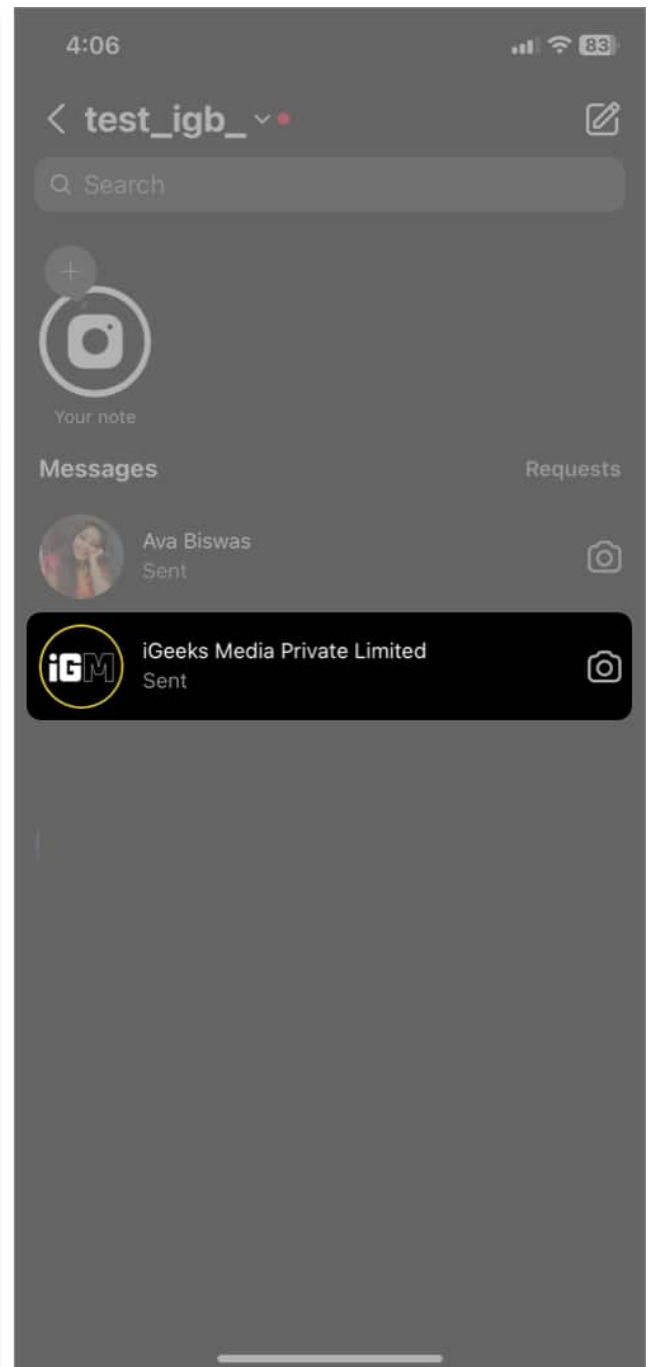 4:06
83
test_igb_
Search
Your note
Messages
Requests
Ava Biswas
Sent
iGM
iGeeks Media Private Limited
Sent